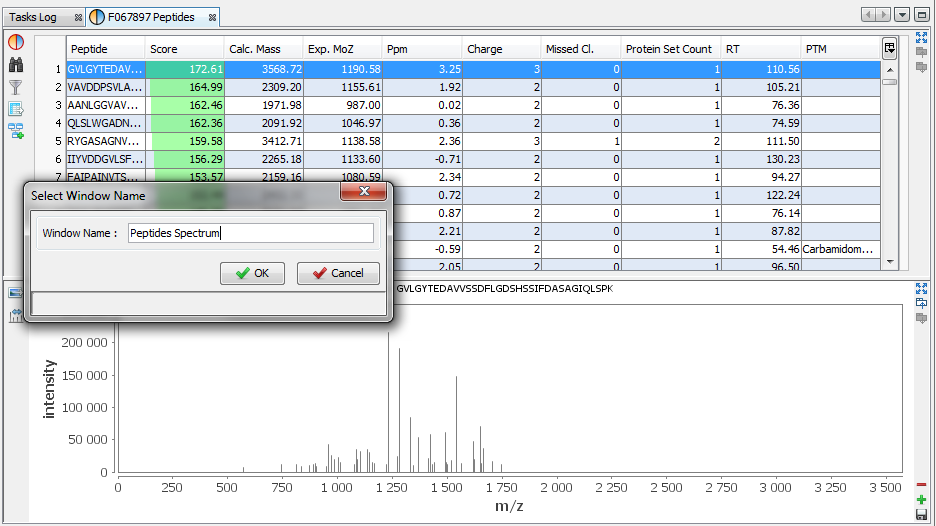 Tasks Log F067897 Peptides
Peptide Score Calc. Mass Exp. MoZ Ppm Charge Missed Cl. Protein Set Count RT PTM
1 GVLGYTEDAV... 172.61 3568.72 1190.58 3.25 3 0 1 110.56
2 VAVDDPSVLA... 164.99 2309.20 1155.61 1.92 2 0 1 105.21
3 AANLGGVAV... 162.46 1971.98 987.00 0.02 2 0 1 76.36
4 QLSLWGADN... 162.36 2091.92 1046.97 0.36 2 0 1 74.59
5 RYGASAGNV... 159.58 3412.71 1138.58 2.36 3 1 2 111.50
6 IIYVDDGVLSF... 156.29 2265.18 1133.60 -0.71 2 0 1 130.23
7 FAIPAINVTS... 153.57 2159.16 1080.59 2.34 2 0 1 94.27
0.72 2 0 1 122.24
0.87 2 0 1 76.14
2.21 2 0 1 87.82
-0.59 2 0 1 54.46 Carbamidom...
2.05 2 0 1 96.50
Select Window Name
Window Name : Peptides Spectrum
OK Cancel
GVLGYTEDAVVSSDFLGDSHSSIFDASAGIQLSPK
200 000
150 000
100 000
50 000
0
intensity
0 250 500 750 1 000 1 250 1 500 1 750 2 000 2 250 2 500 2 750 3 000 3 500
m/z